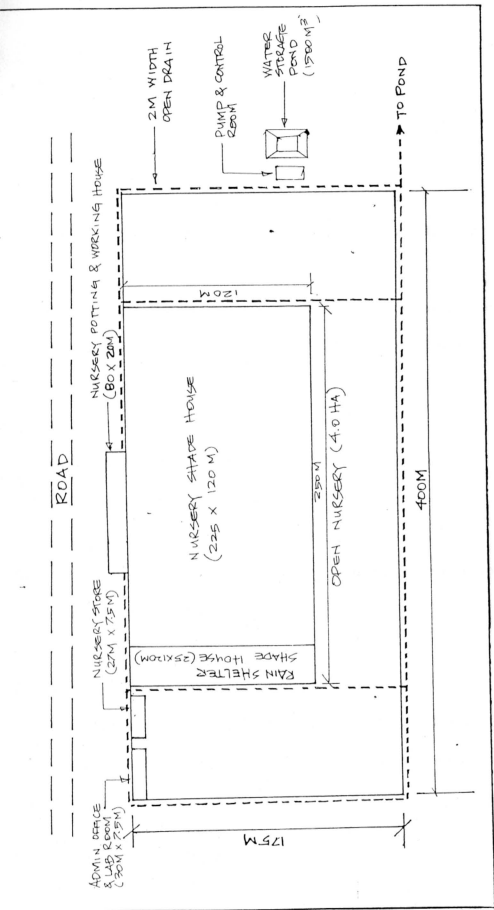 ROAD
ADMIN OFFICE
& LAB ROOM
(30M X 7.5M)
NURSERY STORE
(27M X 7.5M)
NURSERY POTTING & WORKING HOUSE
(80 X 20M)
2M WIDTH
OPEN DRAIN
PUMP & CONTROL
ROOM
WATER
STORAGE
POND
(1500M³)
RAIN SHELTER
SHADE HOUSE (25X120M)
NURSERY SHADE HOUSE
(225 X 120 M)
120M
250M
OPEN NURSERY (4.0 HA)
175M
400M
TO POND